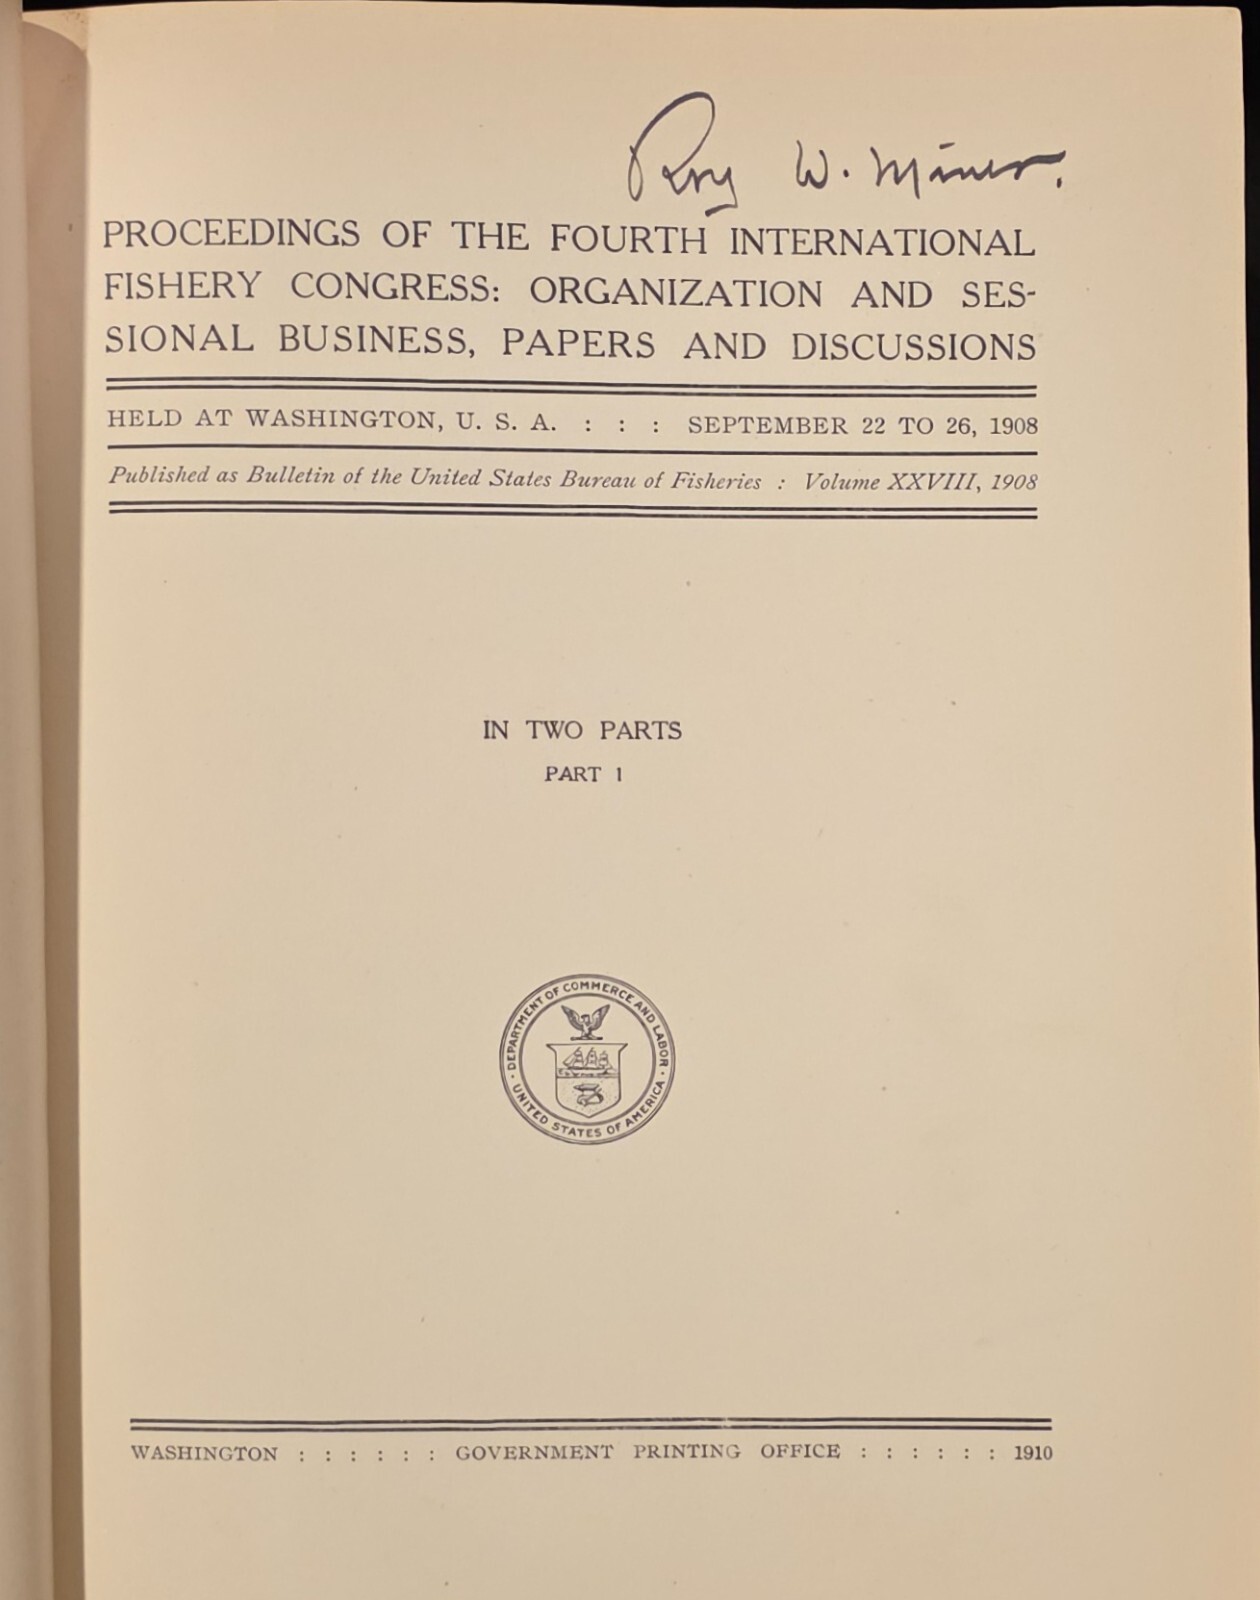 Roy W. Miner.
PROCEEDINGS OF THE FOURTH INTERNATIONAL
FISHERY CONGRESS: ORGANIZATION AND SES-
SIONAL BUSINESS, PAPERS AND DISCUSSIONS
HELD AT WASHINGTON, U. S. A. : : : SEPTEMBER 22 TO 26, 1908
Published as Bulletin of the United States Bureau of Fisheries : Volume XXVIII, 1908
IN TWO PARTS
PART 1
DEPARTMENT OF COMMERCE AND LABOR
UNITED STATES OF AMERICA
WASHINGTON : : : : : : GOVERNMENT PRINTING OFFICE : : : : : : 1910